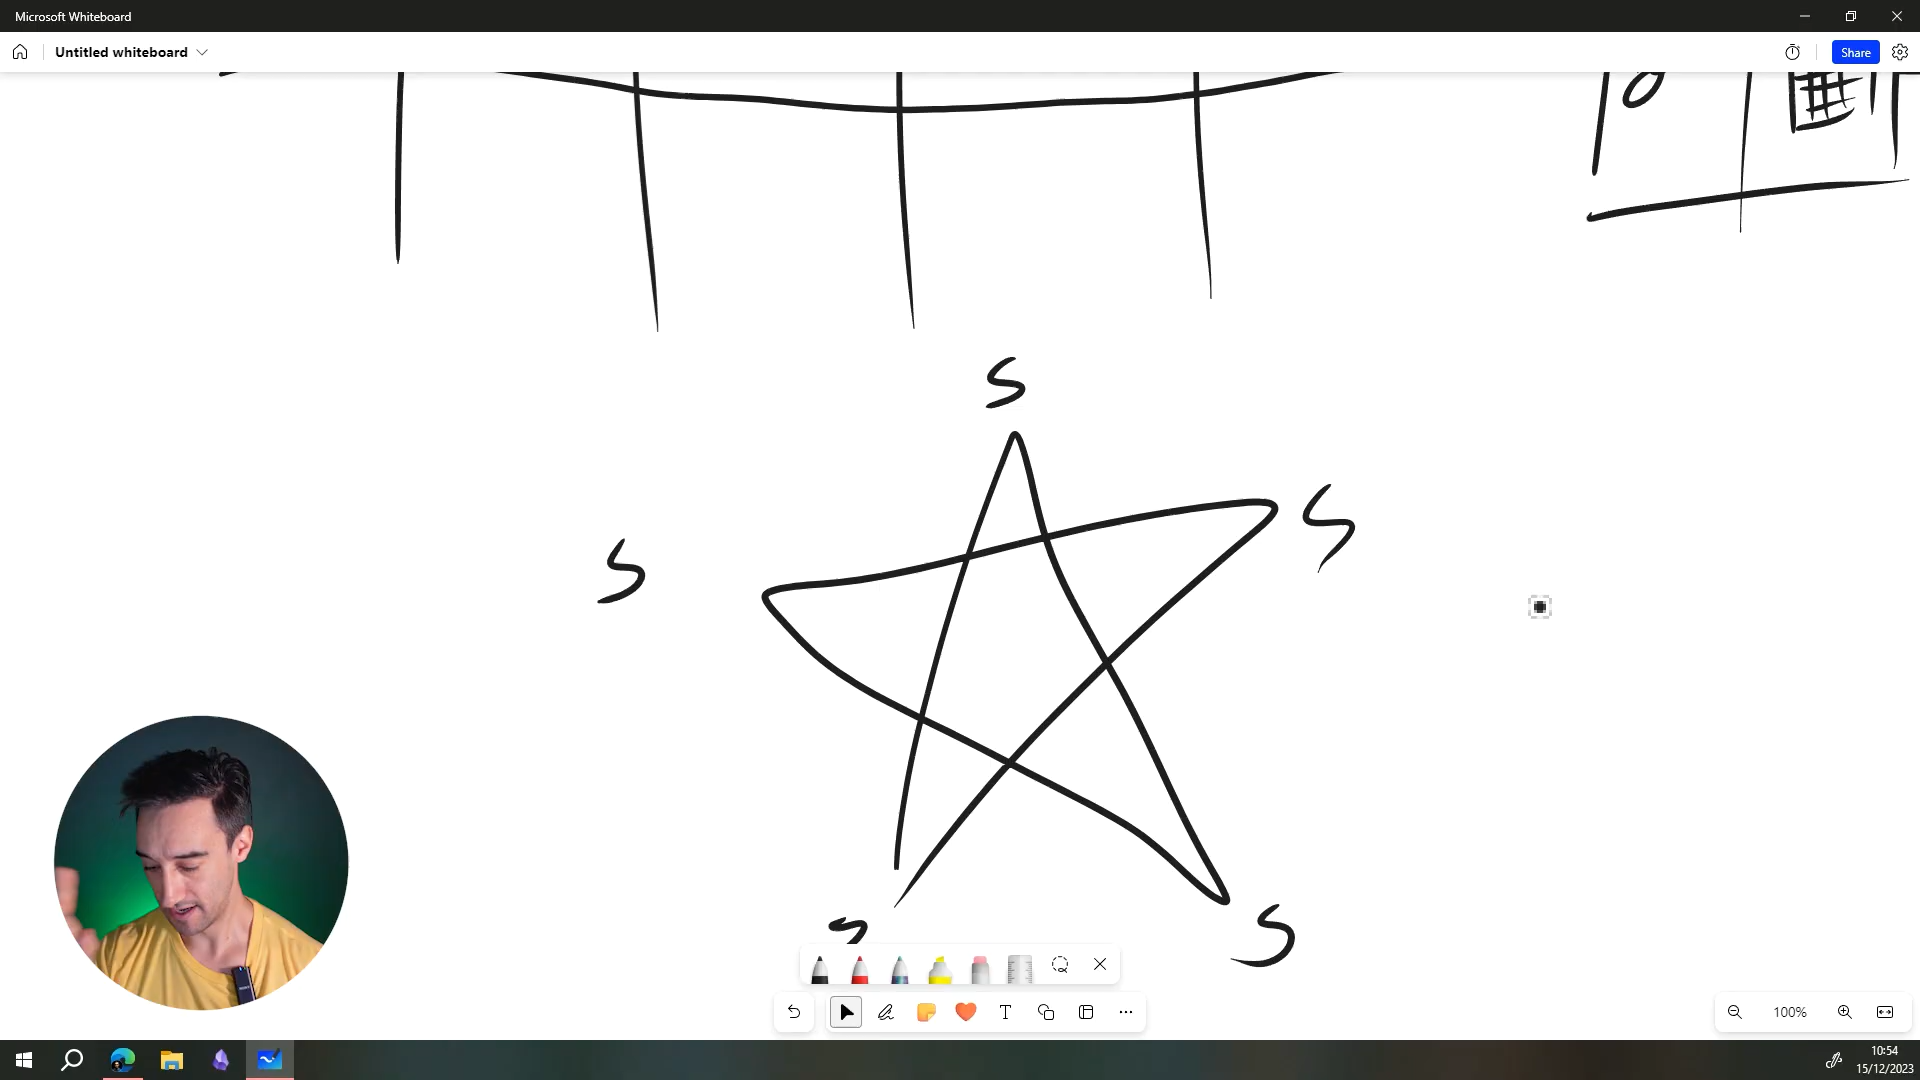 Microsoft Whiteboard
Untitled whiteboard
Share
S
S
S
S
S
T
100%
10:54
15/12/2023